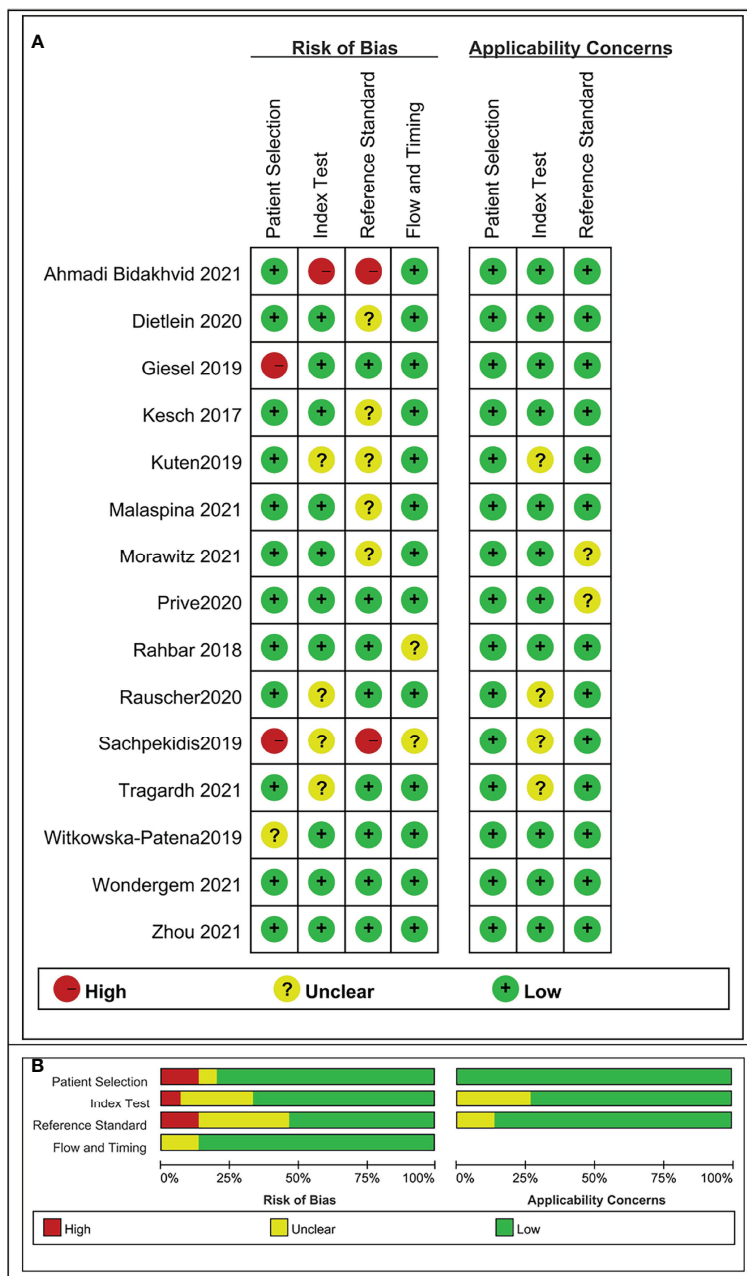 A
Risk of Bias
Applicability Concerns
Patient Selection
Index Test
Reference Standard
Flow and Timing
Patient Selection
Index Test
Reference Standard
Ahmadi Bidakhvid 2021 + - - + + + +
Dietlein 2020 + + ? + + + +
Giesel 2019 - + + + + + +
Kesch 2017 + + ? + + + +
Kuten2019 + ? ? + + ? +
Malaspina 2021 + + ? + + + +
Morawitz 2021 + + ? + + + ?
Prive2020 + + + + + + ?
Rahbar 2018 + + + ? + + +
Rauscher2020 + ? + + + ? +
Sachpekidis2019 - ? - ? + ? +
Tragardh 2021 + ? + + + ? +
Witkowska-Patena2019 ? + + + + + +
Wondergem 2021 + + + + + + +
Zhou 2021 + + + + + + +
- High ? Unclear + Low
B
Patient Selection
Index Test
Reference Standard
Flow and Timing
0% 25% 50% 75% 100% 0% 25% 50% 75% 100%
Risk of Bias Applicability Concerns
High Unclear Low